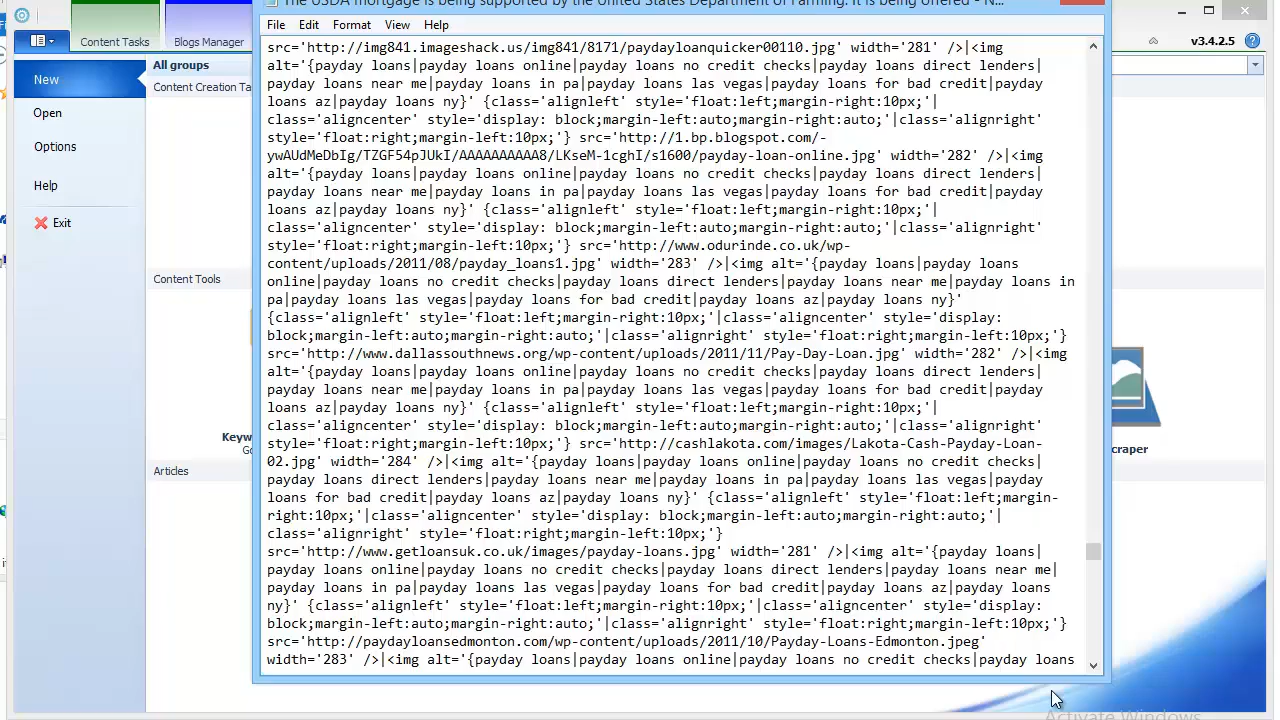 The USDA mortgage is being supported by the United States Department of Farming. It is being Offered - N...
File Edit Format View Help
v3.4.2.5
Content Tasks
Blogs Manager
New
Open
Options
Help
Exit
All groups
Content Creation Ta
Content Tools
Keyw
Go
Articles
craper
src='http://img841.imageshack.us/img841/8171/paydayloanquicker00110.jpg' width='281' />|<img
alt='{payday loans|payday loans online|payday loans no credit checks|payday loans direct lenders|
payday loans near me|payday loans in pa|payday loans las vegas|payday loans for bad credit|payday
loans az|payday loans ny}' {class='alignleft' style='float:left;margin-right:10px;'|
class='aligncenter' style='display: block;margin-left:auto;margin-right:auto;'|class='alignright'
style='float:right;margin-left:10px;'} src='http://1.bp.blogspot.com/-
ywAUdMeDbIg/TZGF54pJUkI/AAAAAAAAAA8/LKseM-1cghI/s1600/payday-loan-online.jpg' width='282' />|<img
alt='{payday loans|payday loans online|payday loans no credit checks|payday loans direct lenders|
payday loans near me|payday loans in pa|payday loans las vegas|payday loans for bad credit|payday
loans az|payday loans ny}' {class='alignleft' style='float:left;margin-right:10px;'|
class='aligncenter' style='display: block;margin-left:auto;margin-right:auto;'|class='alignright'
style='float:right;margin-left:10px;'} src='http://www.odurinde.co.uk/wp-
content/uploads/2011/08/payday_loans1.jpg' width='283' />|<img alt='{payday loans|payday loans
online|payday loans no credit checks|payday loans direct lenders|payday loans near me|payday loans in
pa|payday loans las vegas|payday loans for bad credit|payday loans az|payday loans ny}'
{class='alignleft' style='float:left;margin-right:10px;'|class='aligncenter' style='display:
block;margin-left:auto;margin-right:auto;'|class='alignright' style='float:right;margin-left:10px;'}
src='http://www.dallassouthnews.org/wp-content/uploads/2011/11/Pay-Day-Loan.jpg' width='282' />|<img
alt='{payday loans|payday loans online|payday loans no credit checks|payday loans direct lenders|
payday loans near me|payday loans in pa|payday loans las vegas|payday loans for bad credit|payday
loans az|payday loans ny}' {class='alignleft' style='float:left;margin-right:10px;'|
class='aligncenter' style='display: block;margin-left:auto;margin-right:auto;'|class='alignright'
style='float:right;margin-left:10px;'} src='http://cashlakota.com/images/Lakota-Cash-Payday-Loan-
02.jpg' width='284' />|<img alt='{payday loans|payday loans online|payday loans no credit checks|
payday loans direct lenders|payday loans near me|payday loans in pa|payday loans las vegas|payday
loans for bad credit|payday loans az|payday loans ny}' {class='alignleft' style='float:left;margin-
right:10px;'|class='aligncenter' style='display: block;margin-left:auto;margin-right:auto;'|
class='alignright' style='float:right;margin-left:10px;'}
src='http://www.getloansuk.co.uk/images/payday-loans.jpg' width='281' />|<img alt='{payday loans|
payday loans online|payday loans no credit checks|payday loans direct lenders|payday loans near me|
payday loans in pa|payday loans las vegas|payday loans for bad credit|payday loans az|payday loans
ny}' {class='alignleft' style='float:left;margin-right:10px;'|class='aligncenter' style='display:
block;margin-left:auto;margin-right:auto;'|class='alignright' style='float:right;margin-left:10px;'}
src='http://paydayloansedmonton.com/wp-content/uploads/2011/10/Payday-Loans-Edmonton.jpeg'
width='283' />|<img alt='{payday loans|payday loans online|payday loans no credit checks|payday loans
Activate Windows